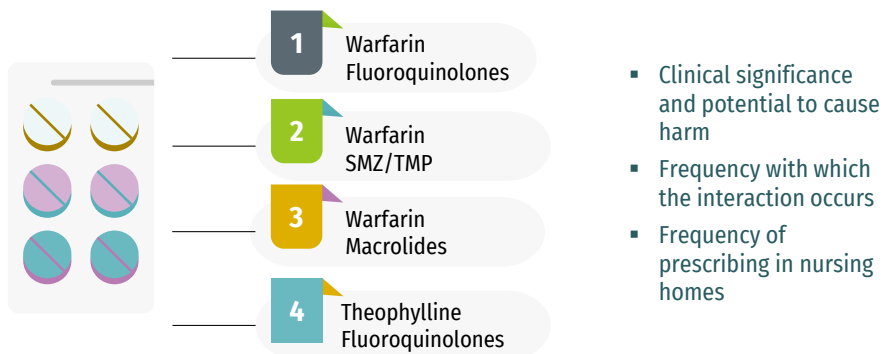 1
Warfarin
Fluoroquinolones
2
Warfarin
SMZ/TMP
3
Warfarin
Macrolides
4
Theophylline
Fluoroquinolones
▪ Clinical significance
and potential to cause
harm
▪ Frequency with which
the interaction occurs
▪ Frequency of
prescribing in nursing
homes